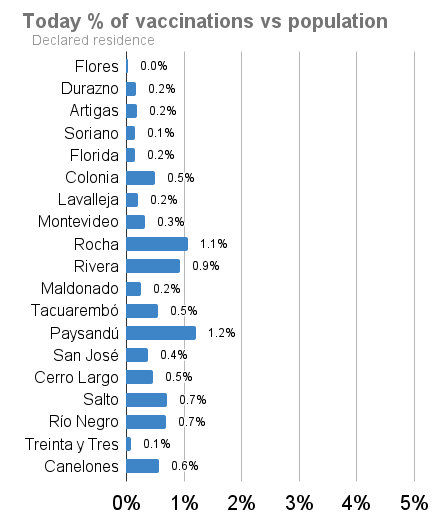 Today % of vaccinations vs population
Declared residence
Flores 0.0%
Durazno 0.2%
Artigas 0.2%
Soriano 0.1%
Florida 0.2%
Colonia 0.5%
Lavalleja 0.2%
Montevideo 0.3%
Rocha 1.1%
Rivera 0.9%
Maldonado 0.2%
Tacuarembó 0.5%
Paysandú 1.2%
San José 0.4%
Cerro Largo 0.5%
Salto 0.7%
Río Negro 0.7%
Treinta y Tres 0.1%
Canelones 0.6%
0% 1% 2% 3% 4% 5%